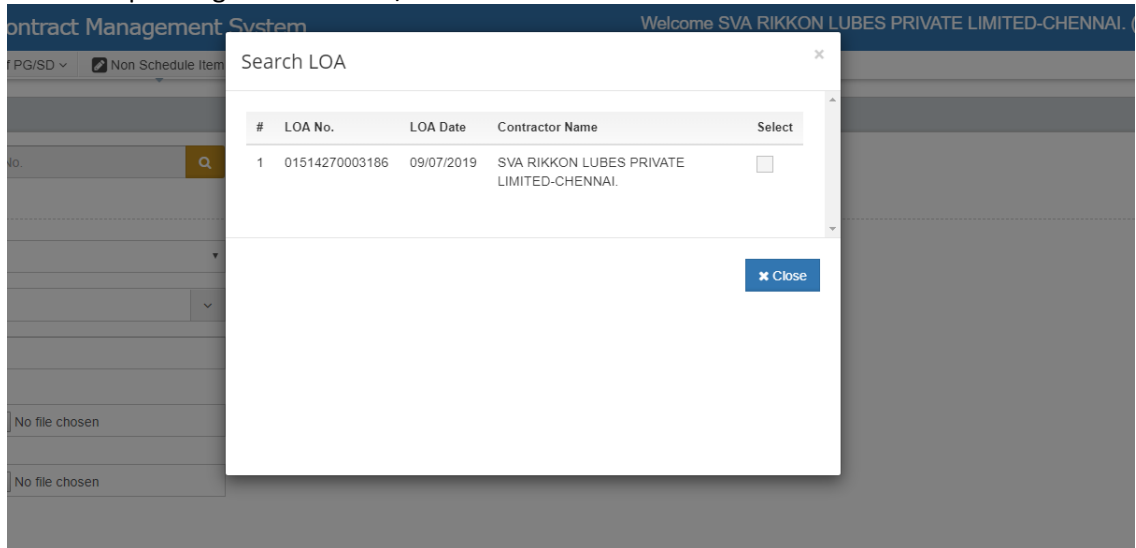 ontract Management System
Welcome SVA RIKKON LUBES PRIVATE LIMITED-CHENNAI. (
f PG/SD
Non Schedule Item
Search LOA
×
# LOA No. LOA Date Contractor Name Select
1 01514270003186 09/07/2019 SVA RIKKON LUBES PRIVATE
LIMITED-CHENNAI.
No.
Close
No file chosen
No file chosen